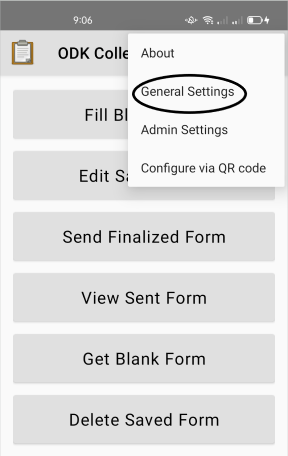 9:06
ODK Colle
About
General Settings
Admin Settings
Configure via QR code
Fill Bl
Edit Sa
Send Finalized Form
View Sent Form
Get Blank Form
Delete Saved Form